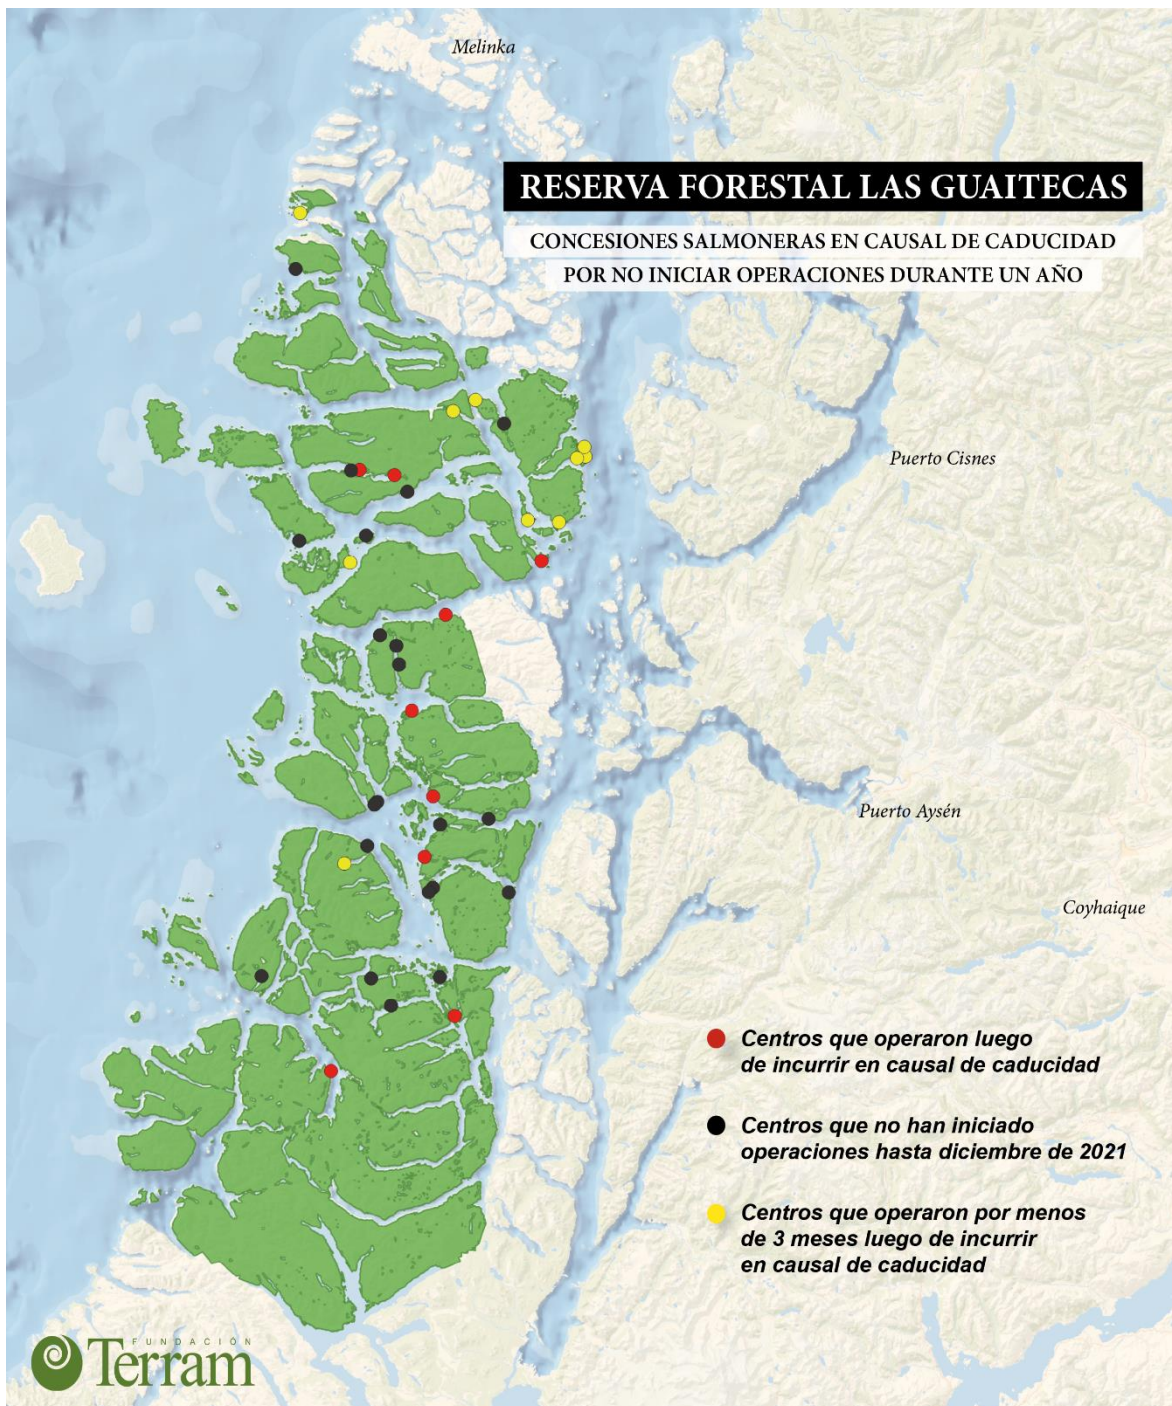 Melinka
RESERVA FORESTAL LAS GUAITECAS
CONCESIONES SALMONERAS EN CAUSAL DE CADUCIDAD
POR NO INICIAR OPERACIONES DURANTE UN AÑO
Puerto Cisnes
Puerto Aysén
Coyhaique
Centros que operaron luego
de incurrir en causal de caducidad
Centros que no han iniciado
operaciones hasta diciembre de 2021
Centros que operaron por menos
de 3 meses luego de incurrir
en causal de caducidad
FUNDACIÓN
Terram